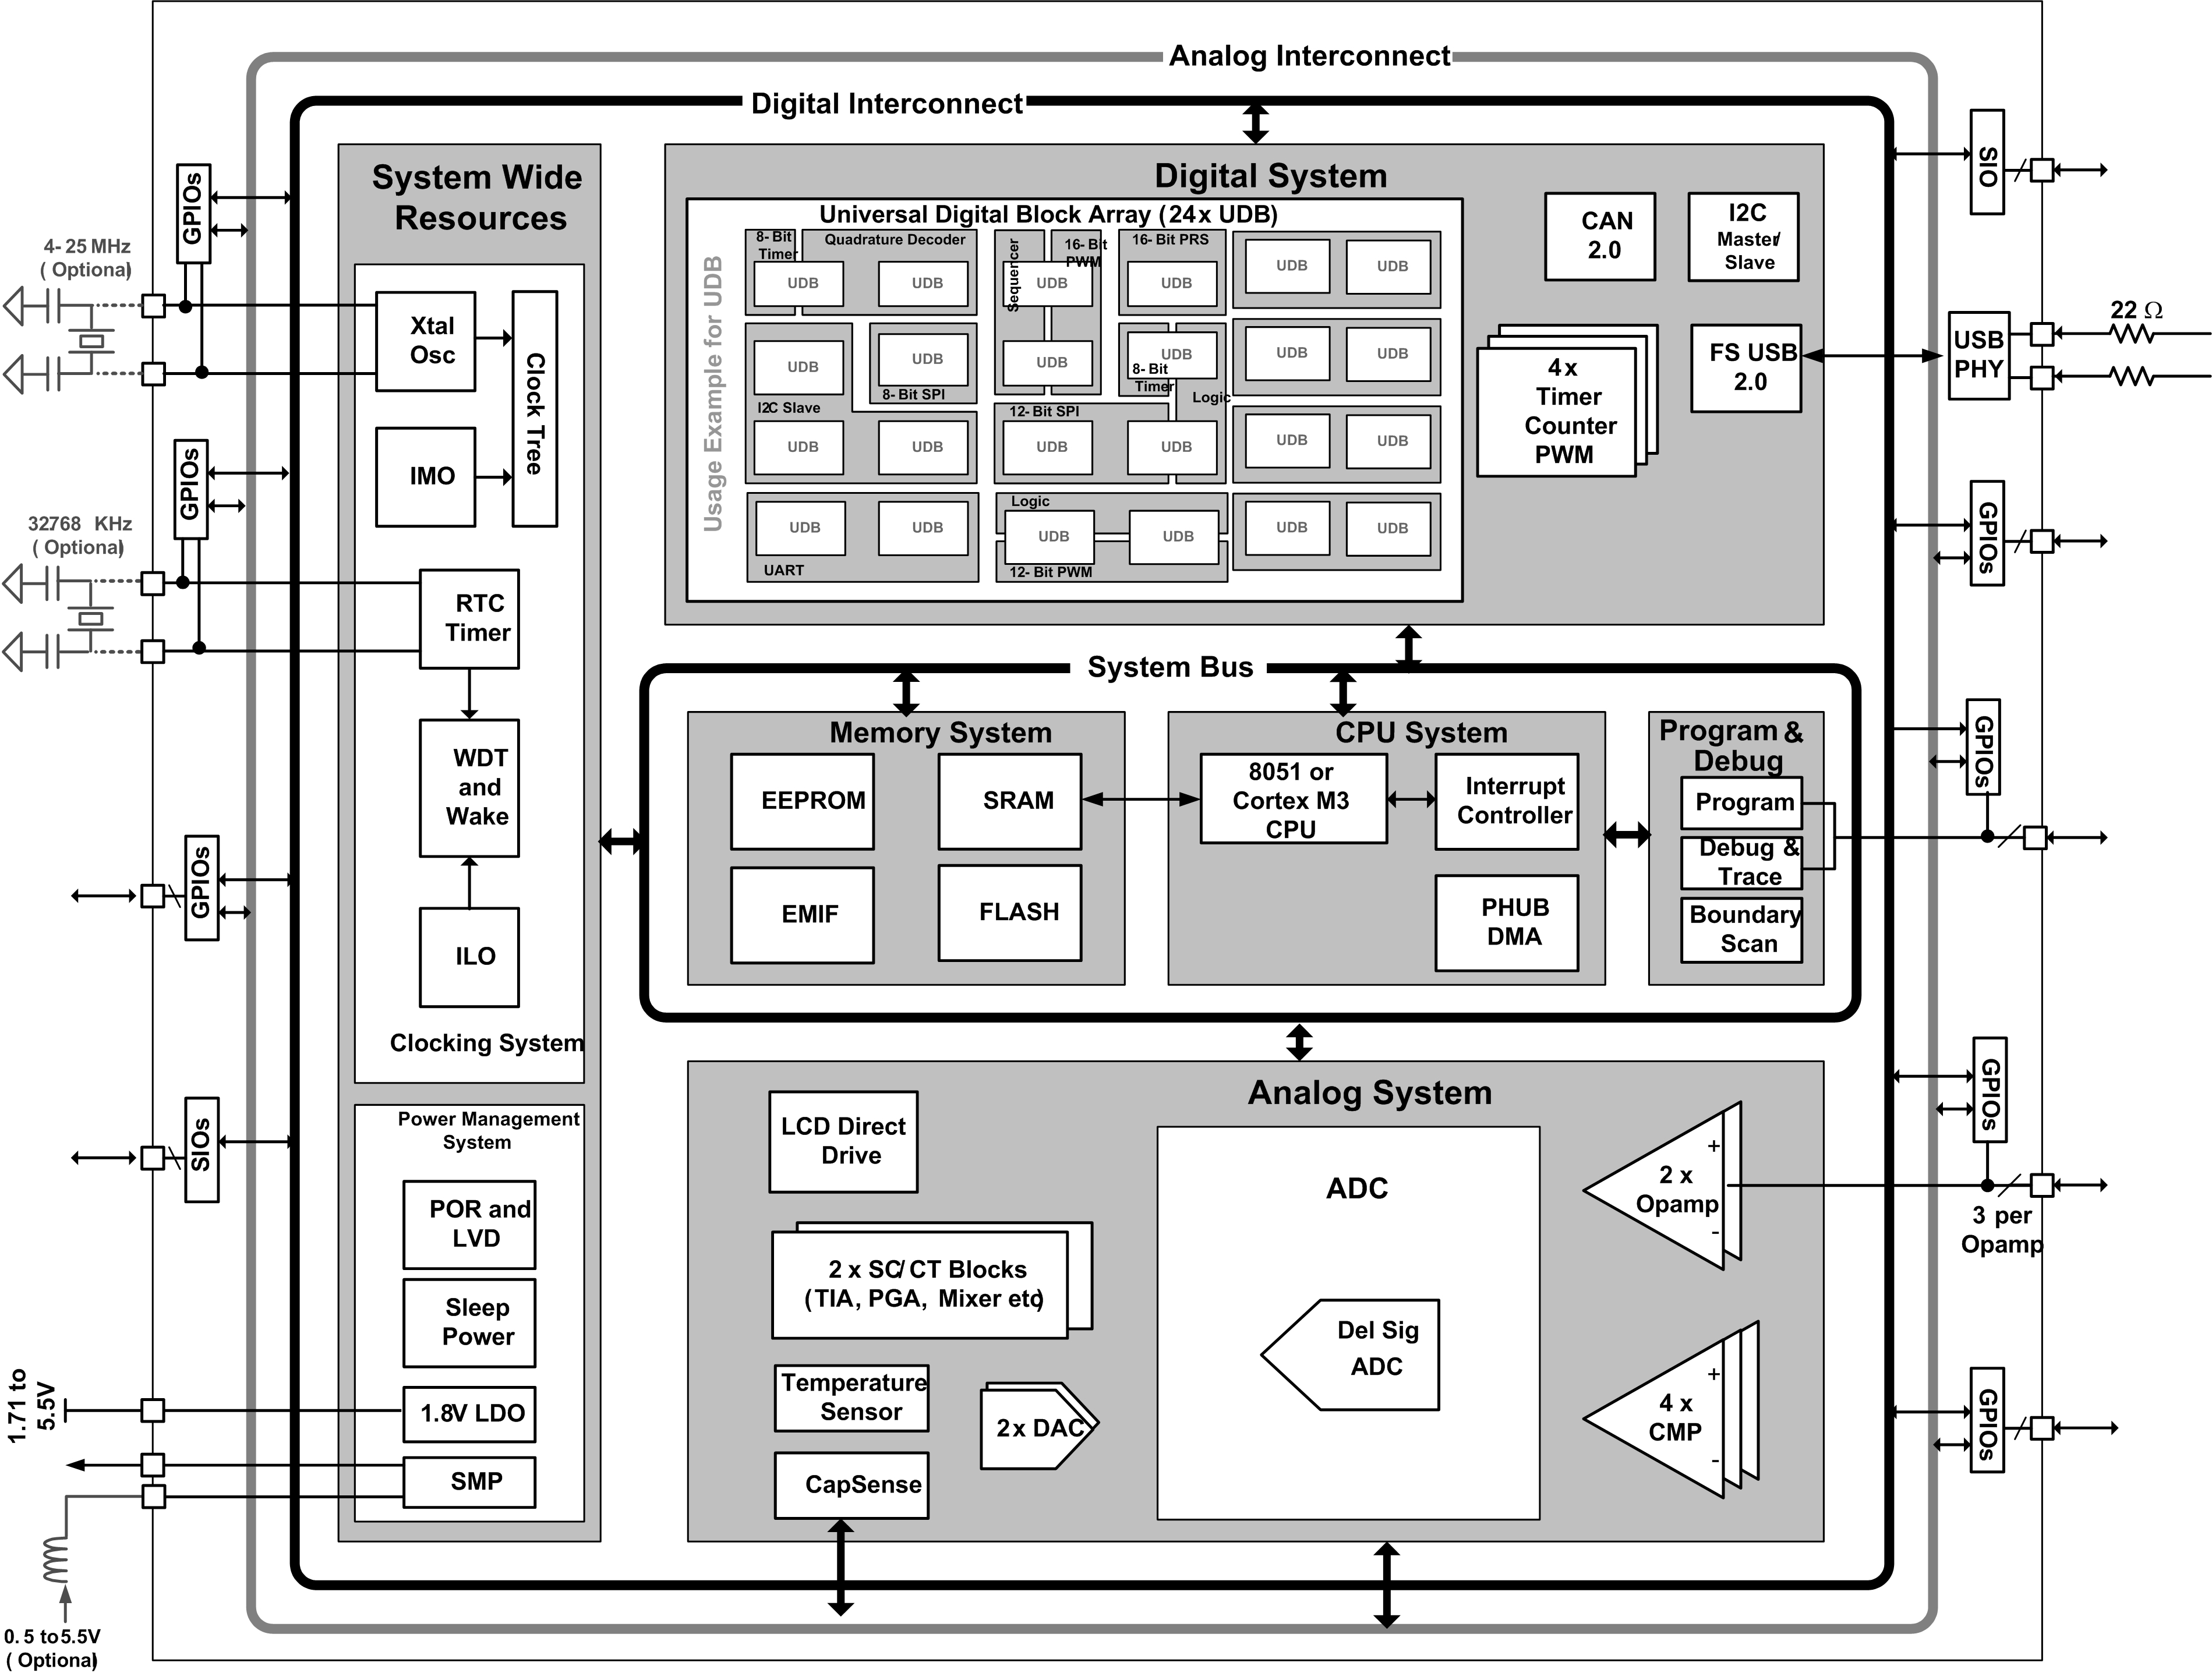 Analog Interconnect
Digital Interconnect
System Wide
Resources
GPIOs
4- 25 MHz
( Optional)
Xtal
Osc
Clock Tree
IMO
GPIOs
32768 KHz
( Optional)
RTC
Timer
WDT
and
Wake
GPIOs
ILO
Clocking System
SIOs
Power Management
System
POR and
LVD
Sleep
Power
1.71 to
5.5V
1.8V LDO
SMP
0. 5 to 5.5V
( Optional)
Digital System
Universal Digital Block Array ( 24 x UDB)
Usage Example for UDB
8- Bit
Timer
Quadrature Decoder
Sequencer
16- Bit
PWM
16- Bit PRS
UDB
UDB
UDB
UDB
UDB
UDB
UDB
UDB
UDB
UDB
8- Bit
Timer
UDB
UDB
I2C Slave
8- Bit SPI
12- Bit SPI
Logic
UDB
UDB
UDB
UDB
UDB
UDB
Logic
UDB
UDB
UDB
UDB
UDB
UDB
UART
12- Bit PWM
CAN
2.0
I2C
Master/
Slave
4 x
Timer
Counter
PWM
FS USB
2.0
System Bus
Memory System
EEPROM
SRAM
EMIF
FLASH
CPU System
8051 or
Cortex M3
CPU
Interrupt
Controller
PHUB
DMA
Program &
Debug
Program
Debug &
Trace
Boundary
Scan
Analog System
LCD Direct
Drive
2 x SC/ CT Blocks
( TIA, PGA, Mixer etc)
Temperature
Sensor
CapSense
2 x DAC
ADC
Del Sig
ADC
+
2 x
Opamp
-
+
4 x
CMP
-
SIO
22 Ω
USB
PHY
GPIOs
GPIOs
GPIOs
3 per
Opamp
GPIOs